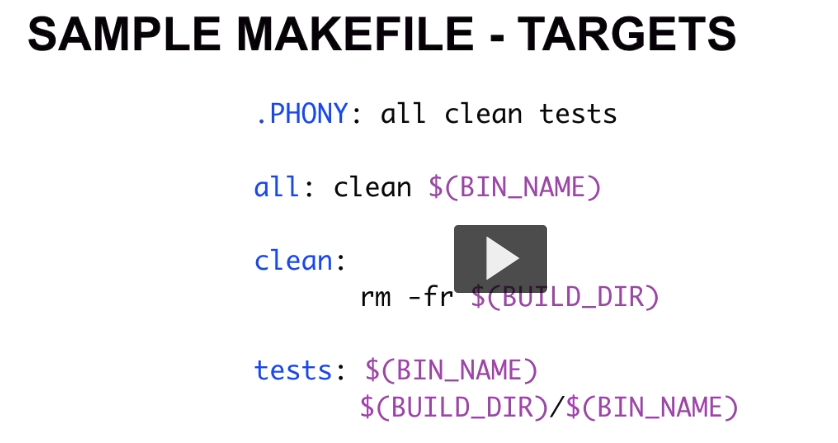 SAMPLE MAKEFILE - TARGETS
.PHONY: all clean tests
all: clean $(BIN_NAME)
clean:
rm -fr $(BUILD_DIR)
tests: $(BIN_NAME)
$(BUILD_DIR)/$(BIN_NAME)